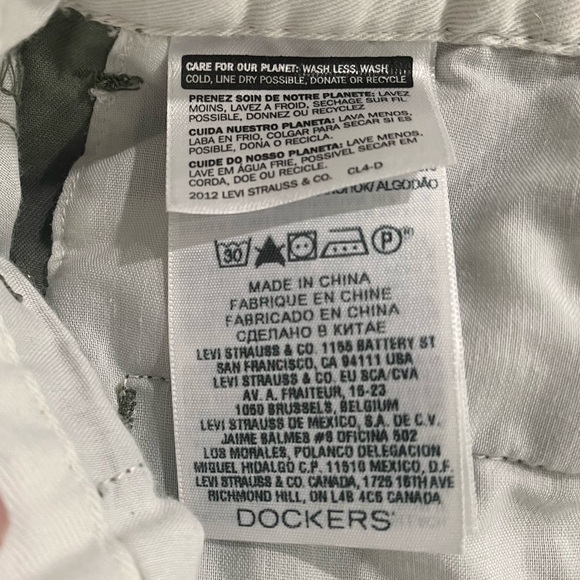 CARE FOR OUR PLANET: WASH LESS, WASH
COLD, LINE DRY POSSIBLE, DONATE OR RECYCLE
PRENEZ SOIN DE NOTRE PLANETE: LAVEZ
MOINS, LAVEZ A FROID, SECHAGE SUR FIL
POSSIBLE, DONNEZ OU RECYCLEZ
CUIDA NUESTRO PLANETA: LAVA MENOS,
LABA EN FRIO, COLGAR PARA SECAR SI ES
POSIBLE, DONA O RECICLA.
CUIDE DO NOSSO PLANETA: LAVE MENOS,
LAVE EM ÁGUA FRIE, POSSIVEL SECAR EM
CORDA, DOE OU RECICLE. CL4-D
2012 LEVI STRAUSS & CO.
/ALGODÃO
30 P
MADE IN CHINA
FABRIQUE EN CHINE
FABRICADO EN CHINA
СДЕЛАНО В КИТАЕ
LEVI STRAUSS & CO. 1155 BATTERY ST
SAN FRANCISCO, CA 94111 USA
LEVI STRAUSS & CO. EU SCA/CVA
AV. A. FRAITEUR, 15-23
1050 BRUSSELS, BELGIUM
LEVI STRAUSS DE MEXICO, S.A. DE C.V.
JAIME BALMES #8 OFICINA 502
LOS MORALES, POLANCO DELEGACION
MIGUEL HIDALGO C.P. 11510 MEXICO, D.F.
LEVI STRAUSS & CO. CANADA, 1725 16TH AVE
RICHMOND HILL, ON L4B 4C6 CANADA
DOCKERS